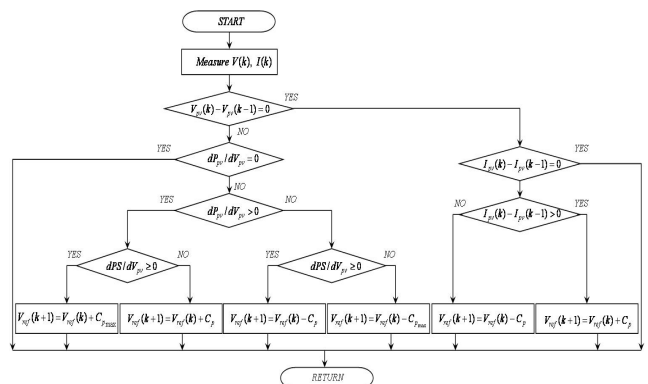 START
Measure V(k), I(k)
V_pv(k)−V_pv(k−1)=0
YES
NO
YES
dP_pv/dV_pv=0
I_pv(k)−I_pv(k−1)=0
YES
NO
NO
YES
dP_pv/dV_pv>0
NO
NO
I_pv(k)−I_pv(k−1)>0
YES
YES
dPS/dV_pv≥0
NO
YES
dPS/dV_pv≥0
NO
V_ref(k+1)=V_ref(k)+C_pmax
V_ref(k+1)=V_ref(k)+C_p
V_ref(k+1)=V_ref(k)−C_p
V_ref(k+1)=V_ref(k)−C_pmax
V_ref(k+1)=V_ref(k)−C_p
V_ref(k+1)=V_ref(k)+C_p
RETURN